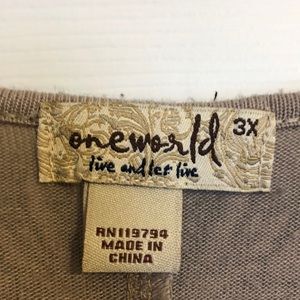 oneworld 3X
live and let live
RN119794
MADE IN
CHINA